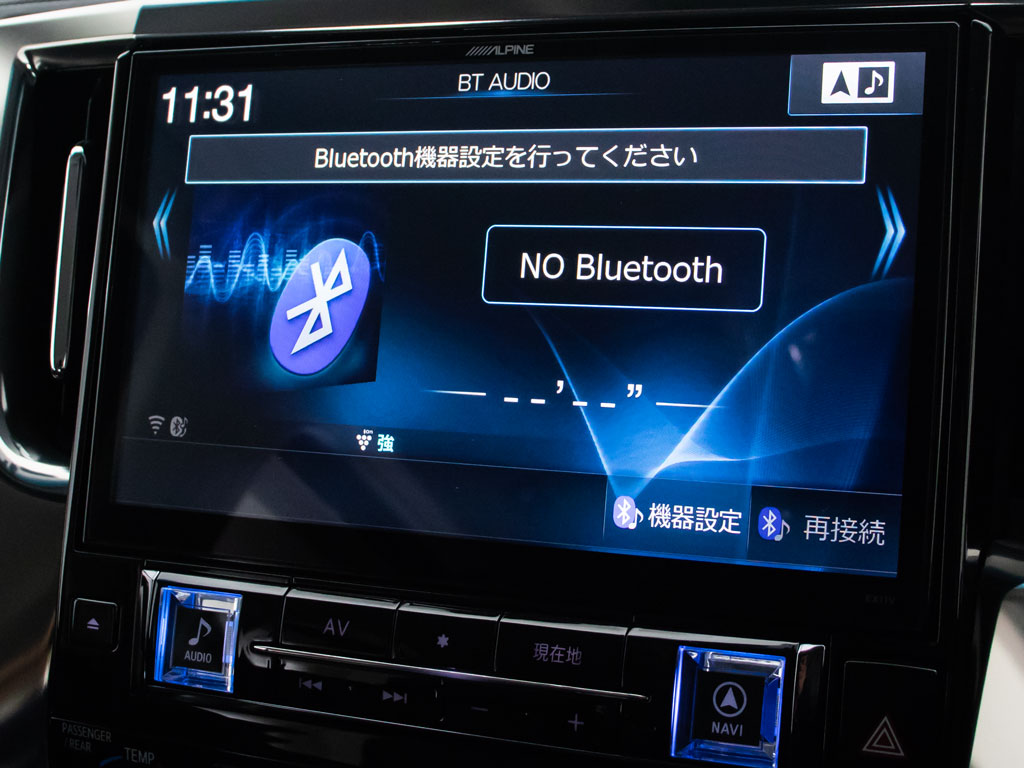 ALPINE
BT AUDIO
11:31
Bluetooth機器設定を行ってください
NO Bluetooth
_ _ ’ _ _ ”
ion
強
機器設定
再接続
EX11V
AUDIO
AV
現在地
NAVI
PASSENGER
REAR
TEMP